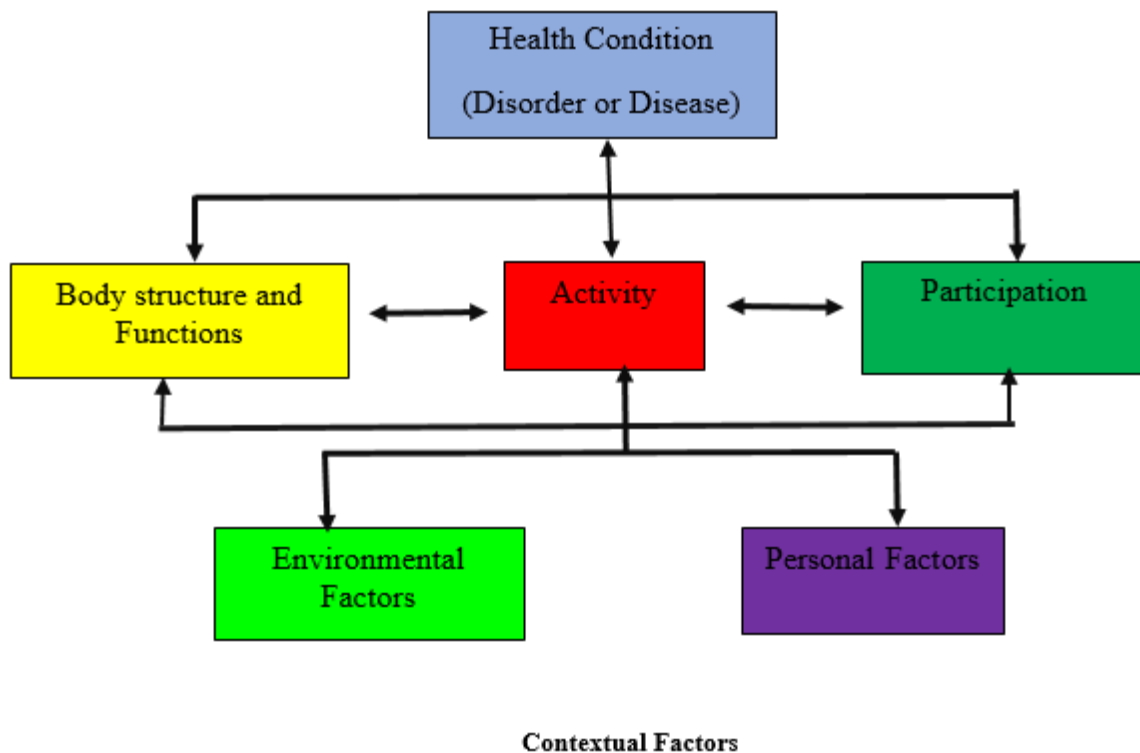 Health Condition
(Disorder or Disease)
Body structure and
Functions
Activity
Participation
Environmental
Factors
Personal Factors
Contextual Factors